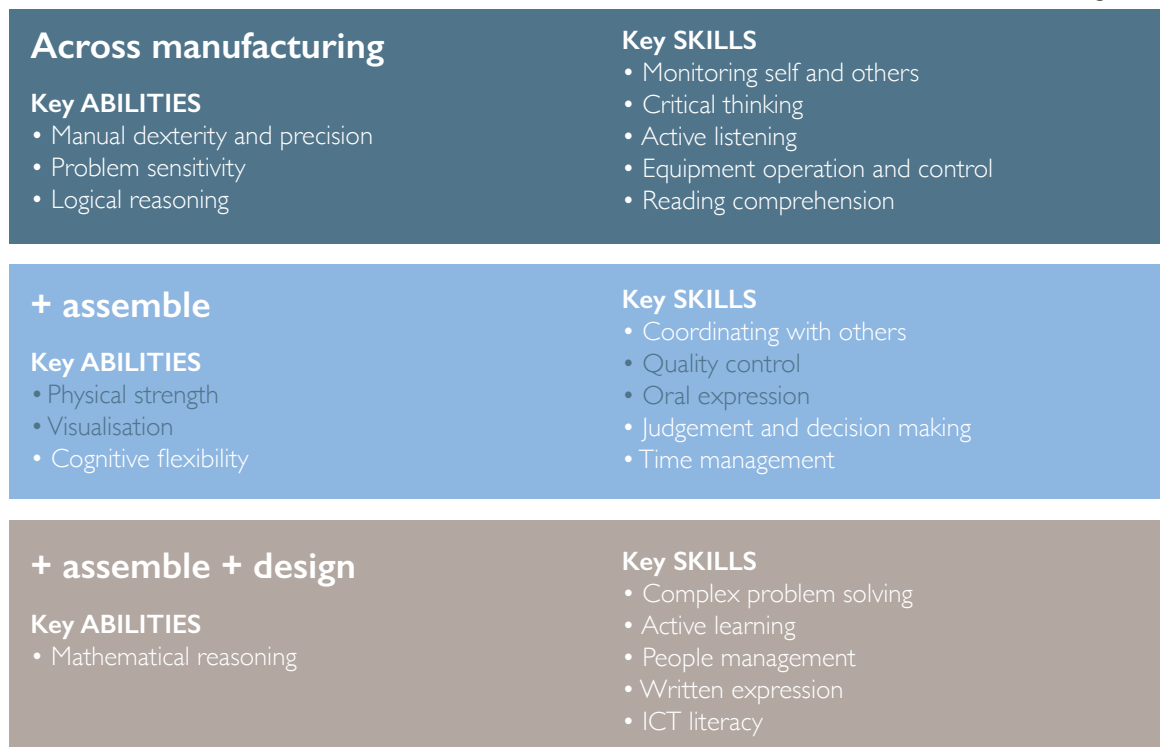 Across manufacturing
Key ABILITIES
• Manual dexterity and precision
• Problem sensitivity
• Logical reasoning
Key SKILLS
• Monitoring self and others
• Critical thinking
• Active listening
• Equipment operation and control
• Reading comprehension
+ assemble
Key ABILITIES
• Physical strength
• Visualisation
• Cognitive flexibility
Key SKILLS
• Coordinating with others
• Quality control
• Oral expression
• Judgement and decision making
• Time management
+ assemble + design
Key ABILITIES
• Mathematical reasoning
Key SKILLS
• Complex problem solving
• Active learning
• People management
• Written expression
• ICT literacy